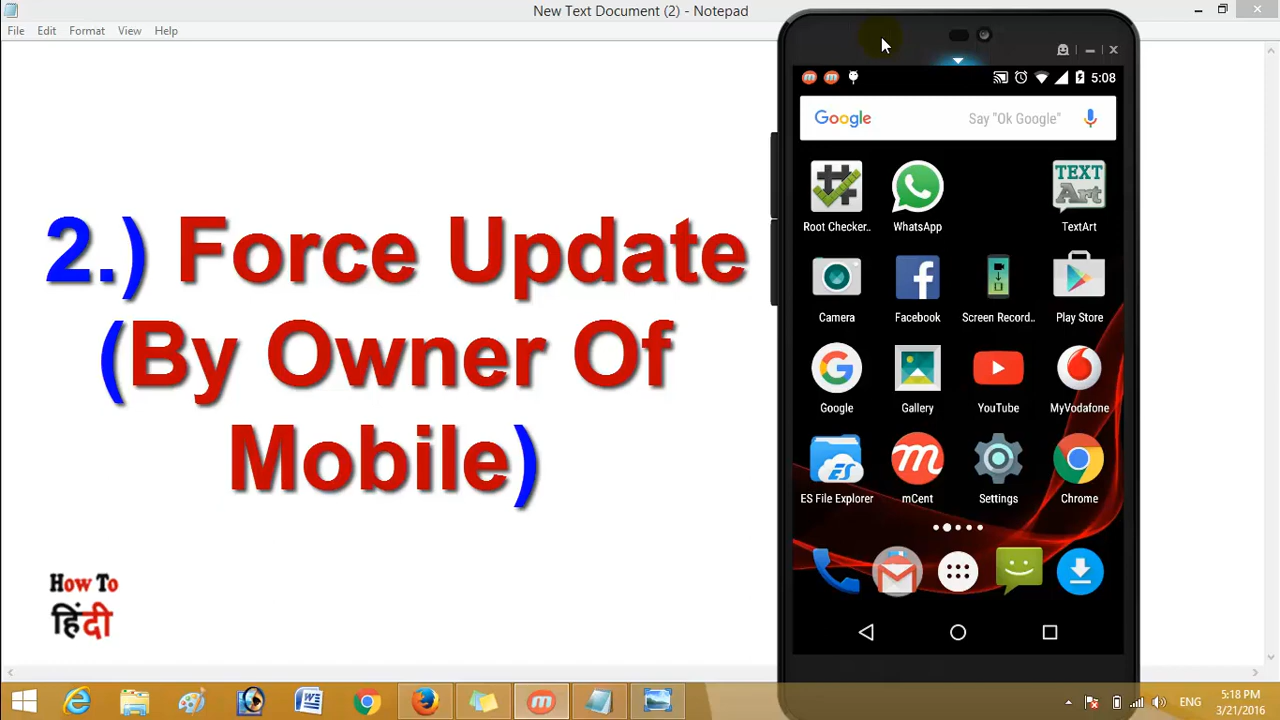 New Text Document (2) - Notepad
File Edit Format View Help
2.) Force Update
(By Owner Of
Mobile)
How To
हिंदी
5:08
Google Say "Ok Google"
TEXT
Art
Root Checker.. WhatsApp TextArt
Camera Facebook Screen Record.. Play Store
Google Gallery YouTube MyVodafone
ES
ES File Explorer mCent Settings Chrome
ENG
5:18 PM
3/21/2016